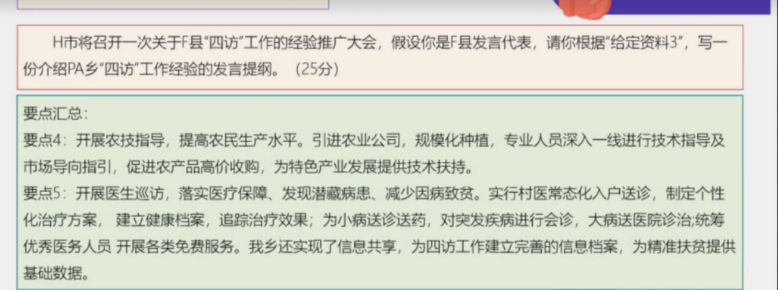 H市将召开一次关于F县“四访”工作的经验推广大会，假设你是F县发言代表，请你根据“给定资料3”，写一
份介绍PA乡“四访”工作经验的发言提纲。（25分）
要点汇总：
要点4：开展农技指导，提高农民生产水平。引进农业公司，规模化种植，专业人员深入一线进行技术指导及
市场导向指引，促进农产品高价收购，为特色产业发展提供技术扶持。
要点5：开展医生巡访，落实医疗保障、发现潜藏病患、减少因病致贫。实行村医常态化入户送诊，制定个性
化治疗方案， 建立健康档案，追踪治疗效果；为小病送诊送药，对突发疾病进行会诊，大病送医院诊治;统筹
优秀医务人员 开展各类免费服务。我乡还实现了信息共享，为四访工作建立完善的信息档案，为精准扶贫提供
基础数据。